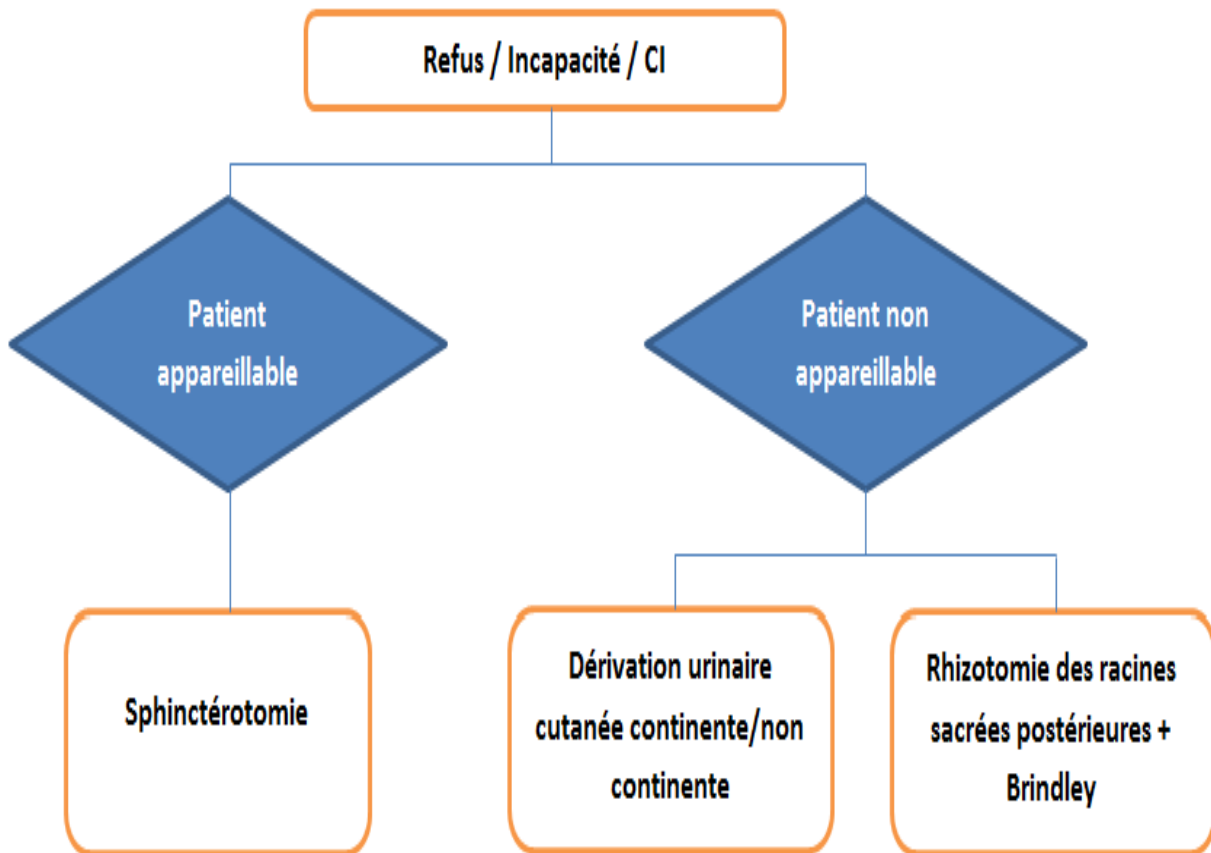 Refus / Incapacité / CI
Patient
appareillable
Patient non
appareillable
Sphinctérotomie
Dérivation urinaire
cutanée continente/non
continente
Rhizotomie des racines
sacrées postérieures +
Brindley